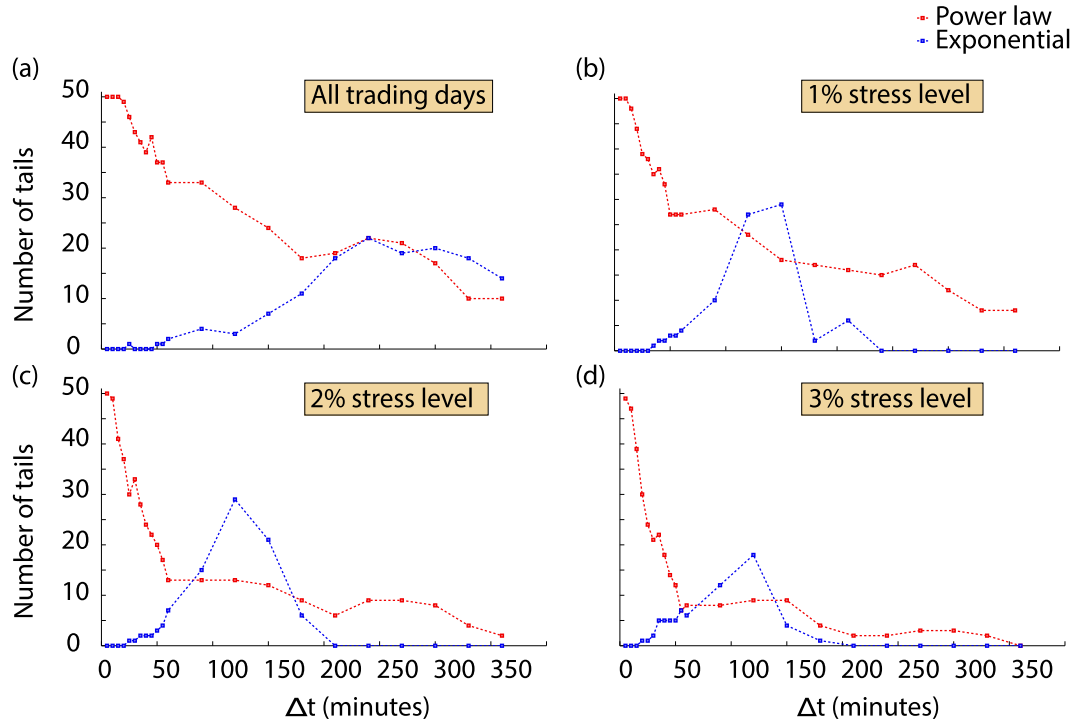 Power law
Exponential
(a)
All trading days
50
40
30
20
10
0
Number of tails
(b)
1% stress level
(c)
2% stress level
50
40
30
20
10
0
Number of tails
0 50 100 150 200 250 300 350
Δt (minutes)
(d)
3% stress level
0 50 100 150 200 250 300 350
Δt (minutes)